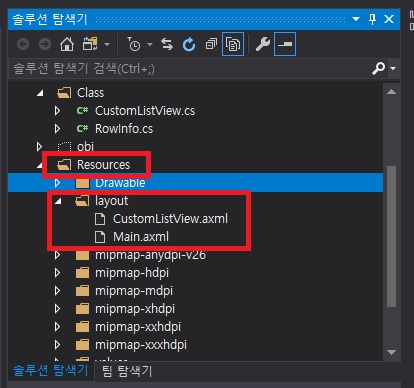 솔루션 탐색기
솔루션 탐색기 검색(Ctrl+;)
Class
C# CustomListView.cs
C# RowInfo.cs
obj
Resources
Drawable
layout
CustomListView.axml
Main.axml
mipmap-anydpi-v26
mipmap-hdpi
mipmap-mdpi
mipmap-xhdpi
mipmap-xxhdpi
mipmap-xxxhdpi
values
솔루션 탐색기 팀 탐색기